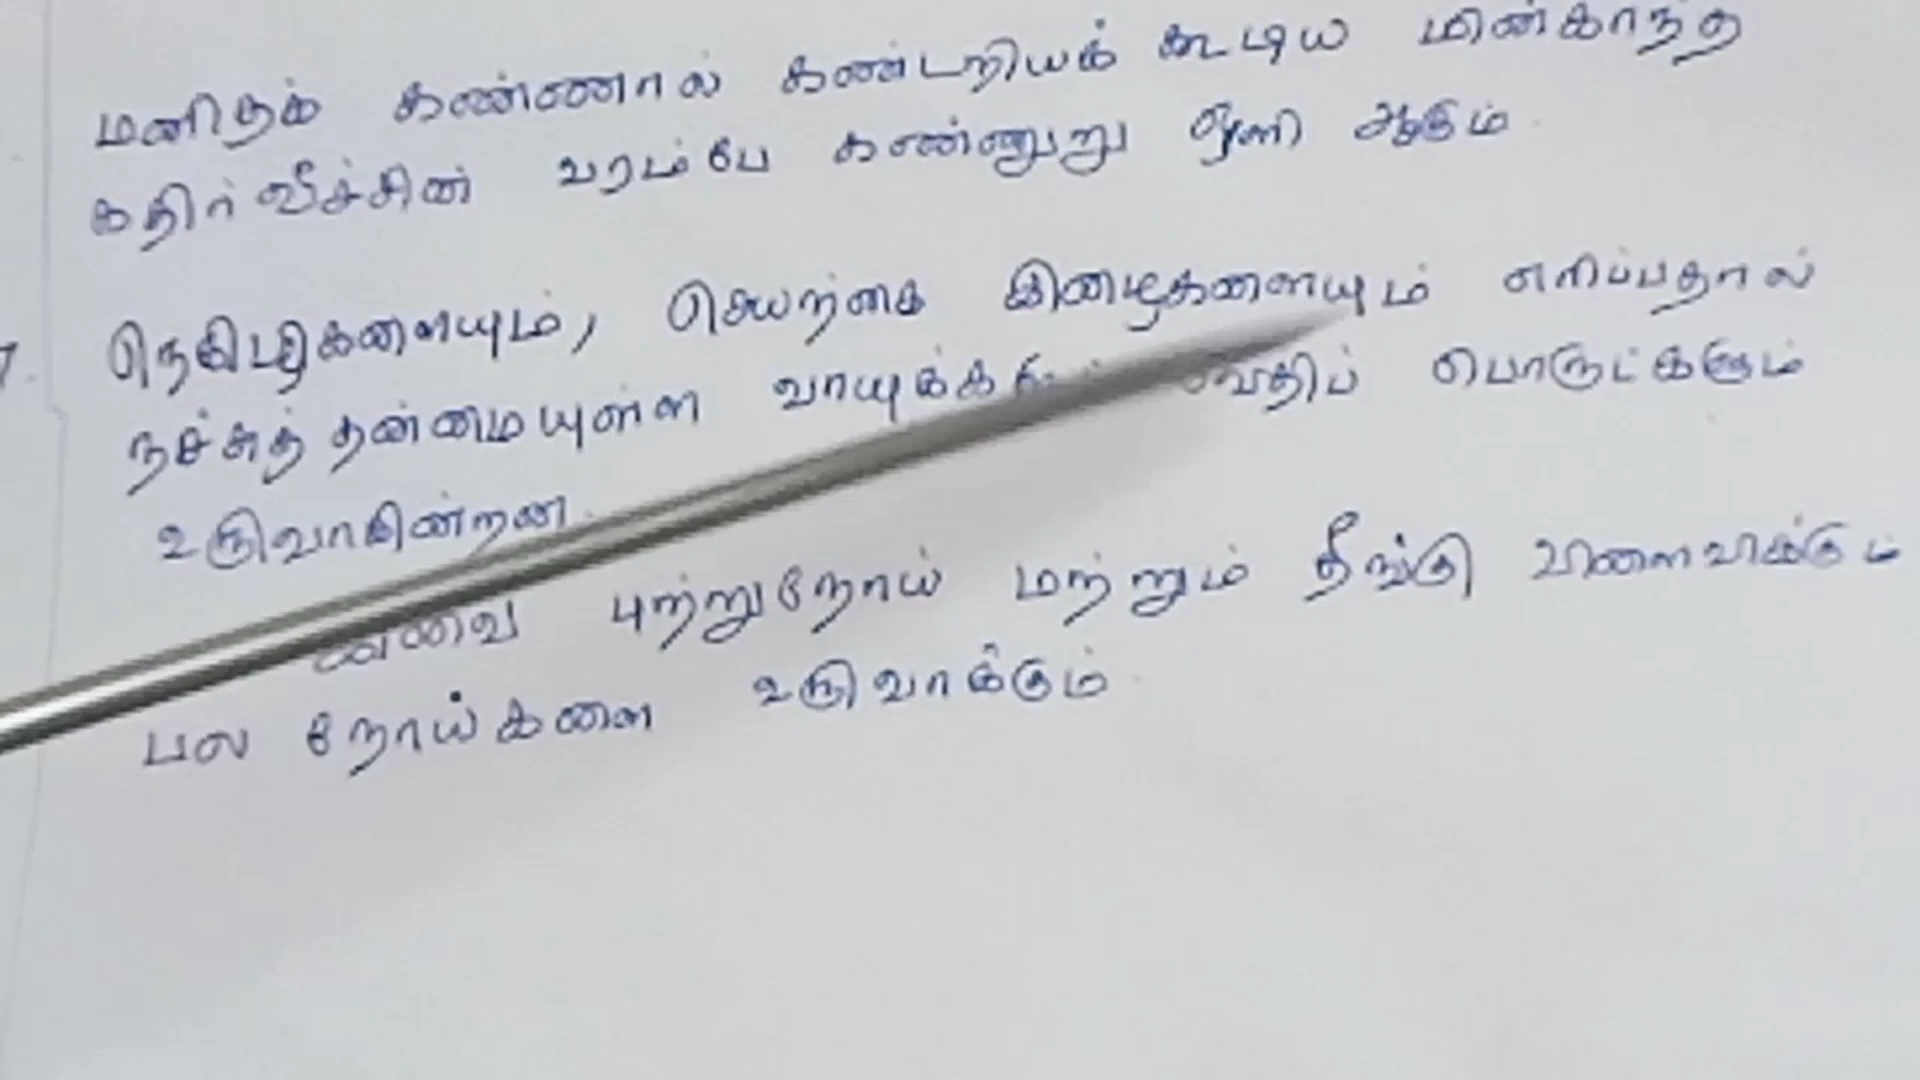 மனிதக் கண்ணால் கண்டறியக் கூடிய மின்காந்த
கதிர் வீச்சின் வரம்பே கண்ணுறு ஒளி ஆகும்
7. நெகிழிகளையும், செயற்கை இழைகளையும் எரிப்பதால்
நச்சுத் தன்மையுள்ள பொருட்களும்
உருவாகின்றன
புற்றுநோய் மற்றும் தீங்கு விளைவிக்கும்
பல நோய்களை உருவாக்கும்